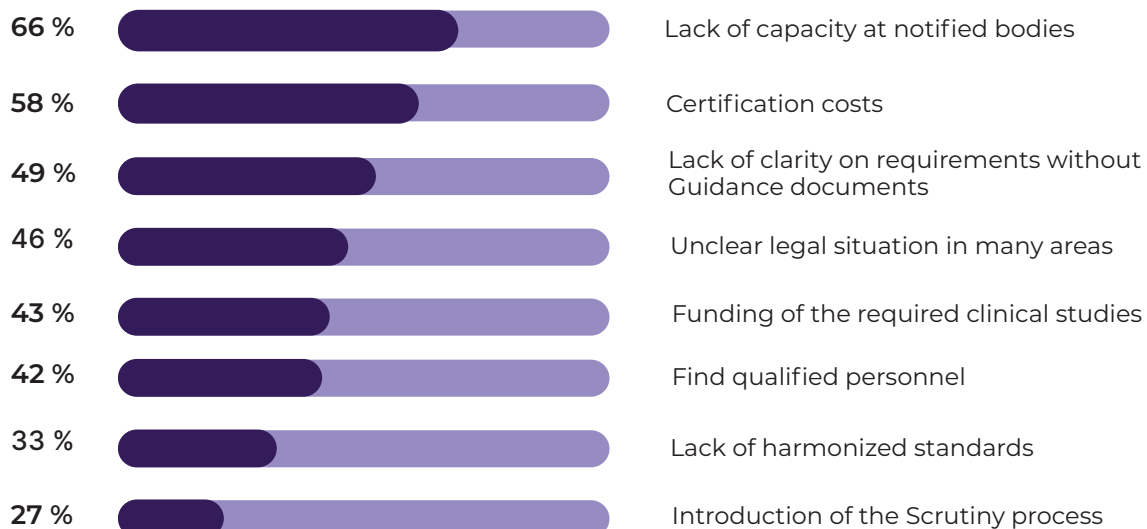 66 %
Lack of capacity at notified bodies
58 %
Certification costs
49 %
Lack of clarity on requirements without
Guidance documents
46 %
Unclear legal situation in many areas
43 %
Funding of the required clinical studies
42 %
Find qualified personnel
33 %
Lack of harmonized standards
27 %
Introduction of the Scrutiny process